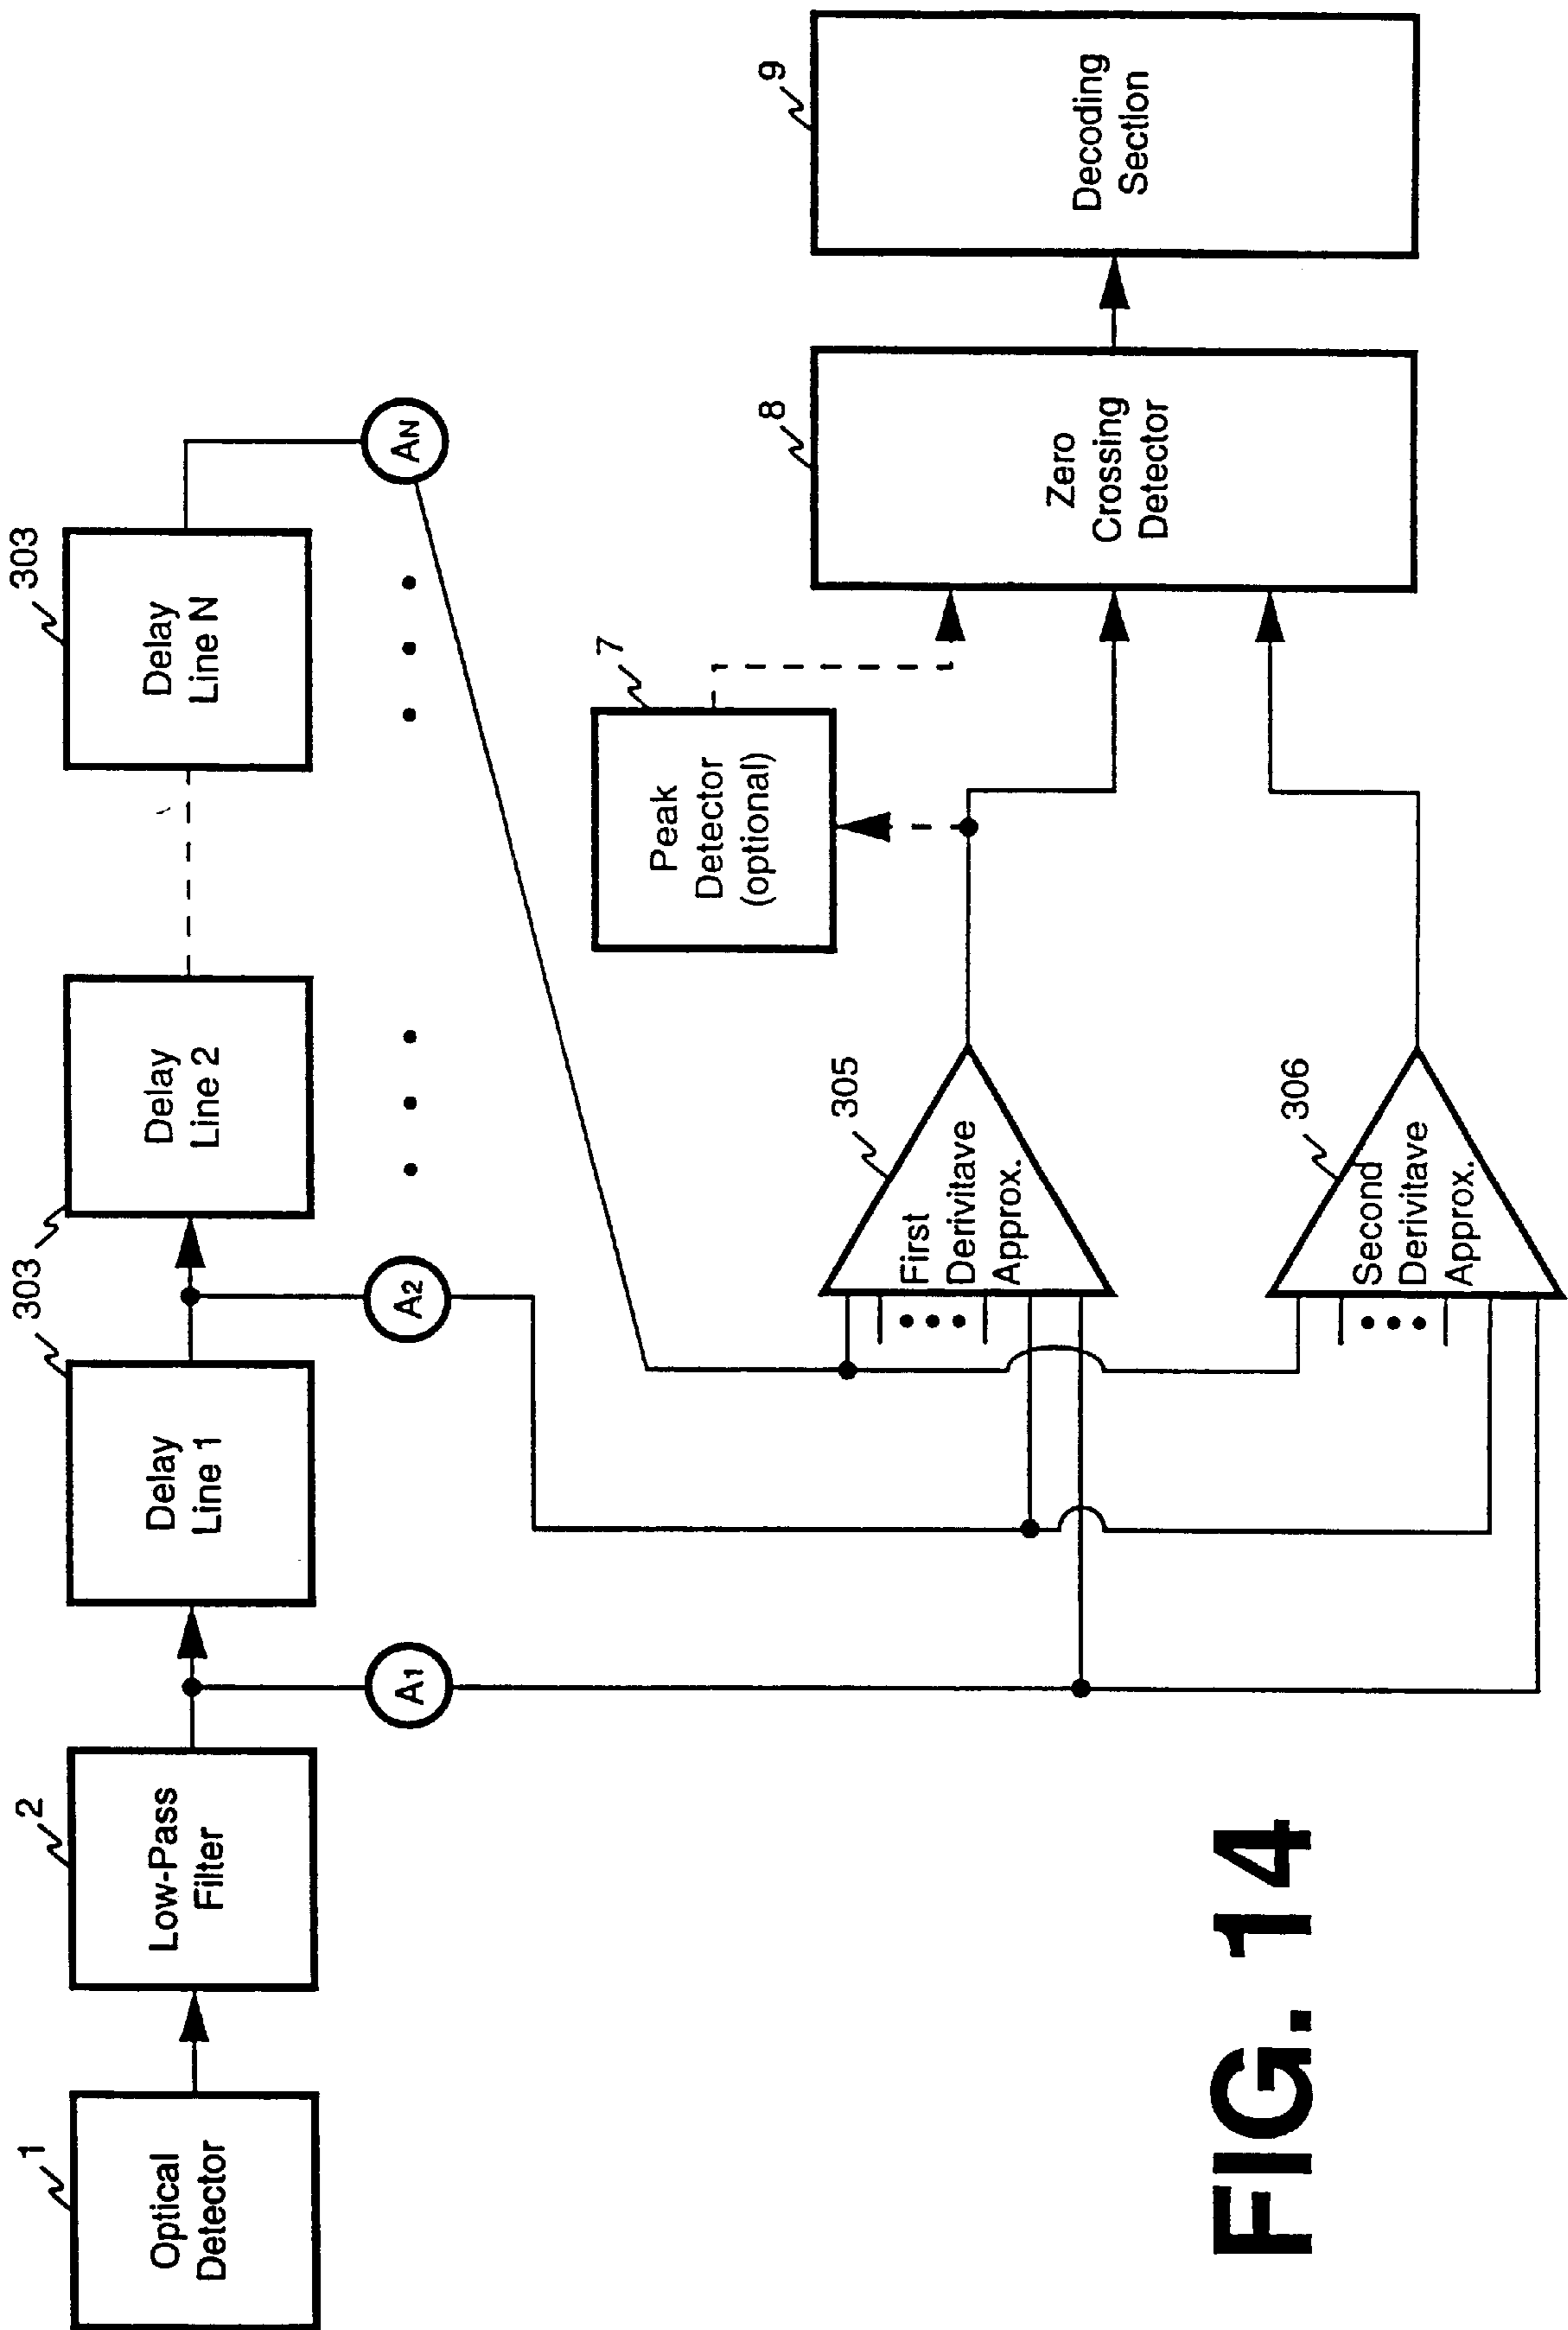 1
Optical
Detector
2
Low-Pass
Filter
303
Delay
Line 1
303
Delay
Line 2
303
Delay
Line N
A1
A2
AN
7
Peak
Detector
(optional)
305
First
Derivitave
Approx.
306
Second
Derivitave
Approx.
8
Zero
Crossing
Detector
9
Decoding
Section
FIG. 14